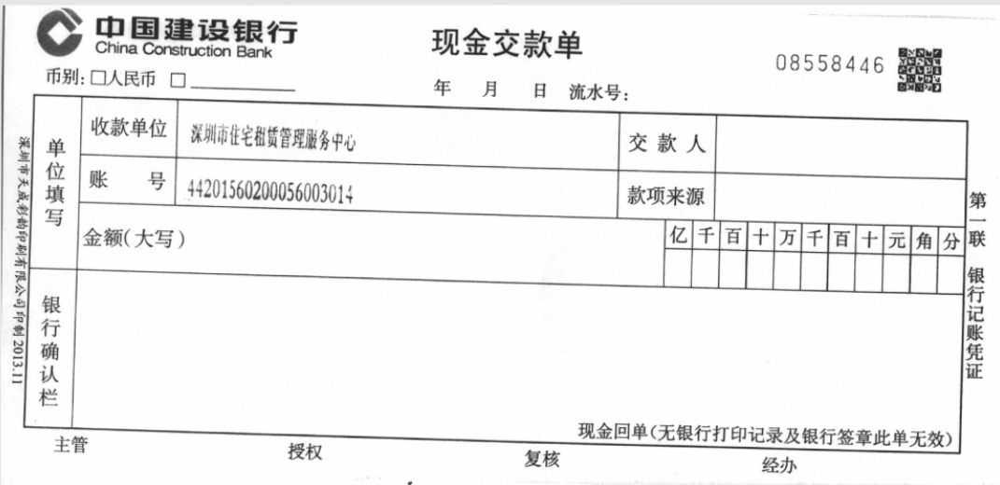 中国建设银行
China Construction Bank
现金交款单
08558446
币别:□人民币 □
年 月 日 流水号:
单位填写
收款单位
深圳市住宅租赁管理服务中心
交款人
账号
44201560200056003014
款项来源
金额(大写)
亿千百十万千百十元角分
银行确认栏
现金回单(无银行打印记录及银行签章此单无效)
主管 授权 复核 经办
第一联 银行记账凭证
深圳市天成彩韵印刷有限公司印制 2013.11